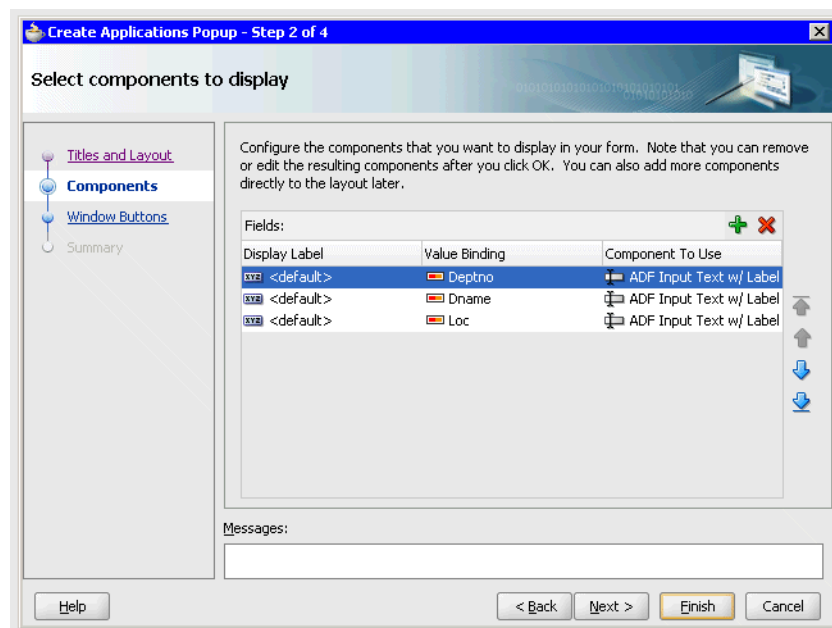 Create Applications Popup - Step 2 of 4
Select components to display
Titles and Layout
Components
Window Buttons
Summary
Configure the components that you want to display in your form. Note that you can remove
or edit the resulting components after you click OK. You can also add more components
directly to the layout later.
Fields:
Display Label Value Binding Component To Use
XYZ <default> Deptno ADF Input Text w/ Label
XYZ <default> Dname ADF Input Text w/ Label
XYZ <default> Loc ADF Input Text w/ Label
Messages:
Help < Back Next > Finish Cancel